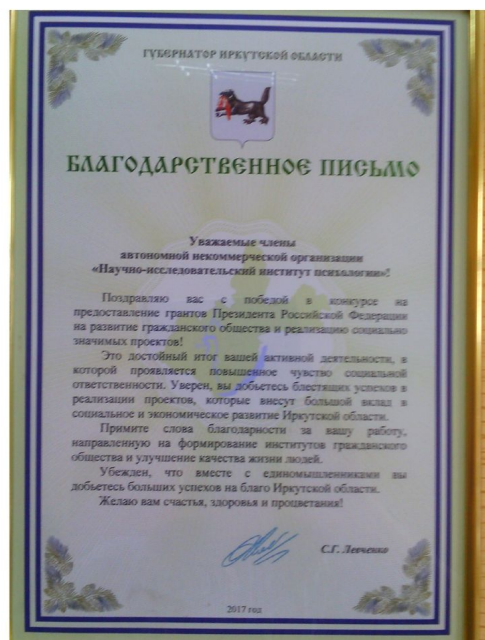 ГУБЕРНАТОР ИРКУТСКОЙ ОБЛАСТИ
БЛАГОДАРСТВЕННОЕ ПИСЬМО
Уважаемые члены
автономной некоммерческой организации
«Научно-исследовательский институт психологии»!
Поздравляю вас с победой в конкурсе на
предоставление грантов Президента Российской Федерации
на развитие гражданского общества и реализацию социально
значимых проектов!
Это достойный итог вашей активной деятельности, в
которой проявляется повышенное чувство социальной
ответственности. Уверен, вы добьетесь блестящих успехов в
реализации проектов, которые внесут большой вклад в
социальное и экономическое развитие Иркутской области.
Примите слова благодарности за вашу работу,
направленную на формирование институтов гражданского
общества и улучшение качества жизни людей.
Убежден, что вместе с единомышленниками вы
добьетесь больших успехов на благо Иркутской области.
Желаю вам счастья, здоровья и процветания!
С.Г. Левченко
2017 год